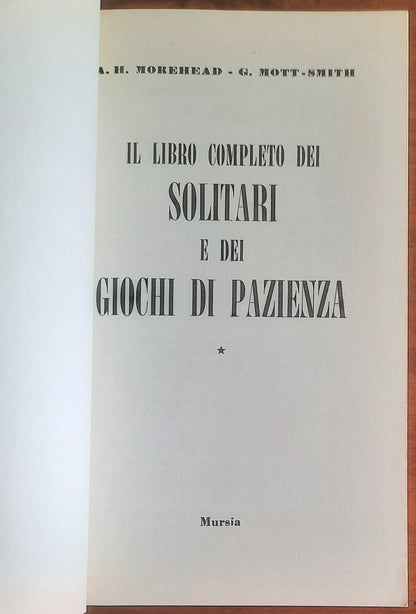 A. H. MOREHEAD - G. MOTT-SMITH
IL LIBRO COMPLETO DEI
SOLITARI
E DEI
GIOCHI DI PAZIENZA
Mursia